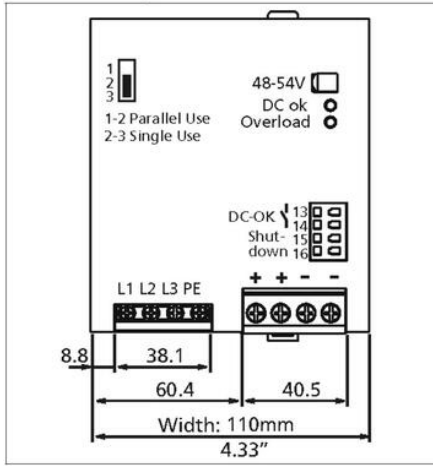 1
2
3
1-2 Parallel Use
2-3 Single Use
48-54V
DC ok
Overload
DC-OK
13
14
Shut-
down
15
16
+ + - -
L1 L2 L3 PE
8.8
38.1
60.4
40.5
Width: 110mm
4.33"